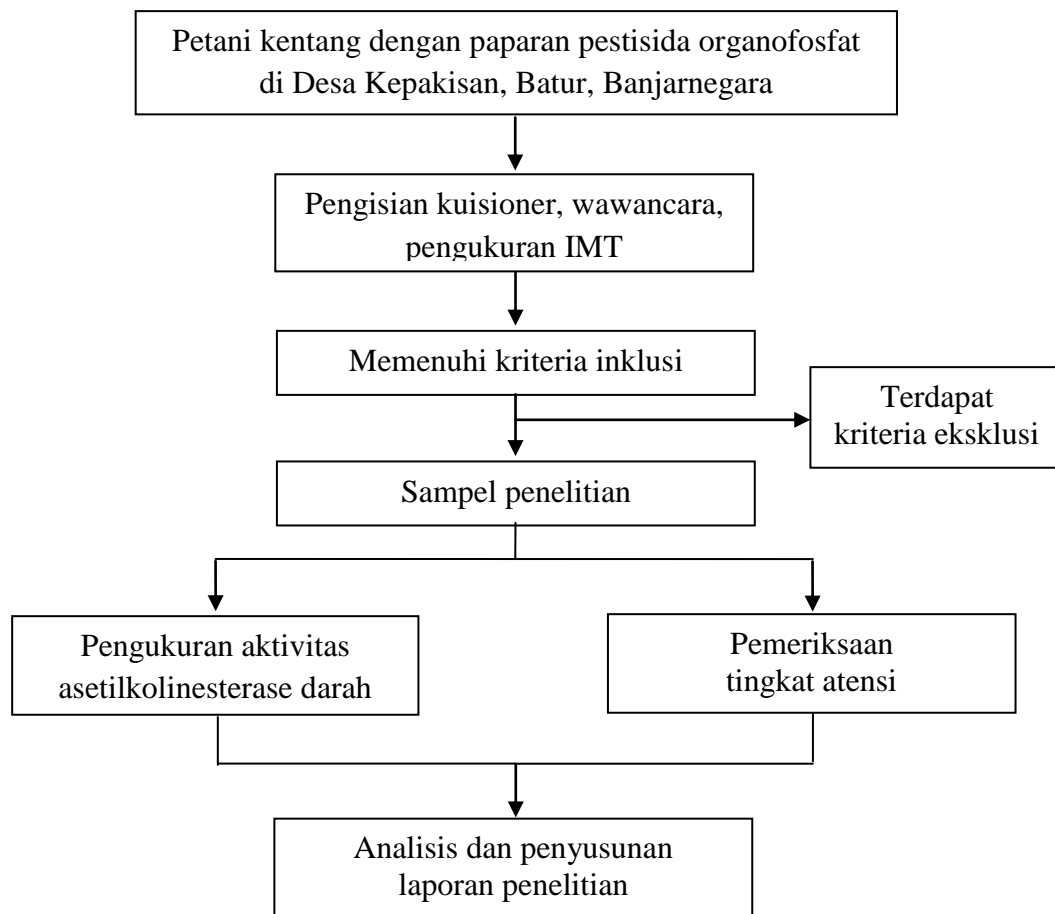 Petani kentang dengan paparan pestisida organofosfat
di Desa Kepakisan, Batur, Banjarnegara
Pengisian kuisioner, wawancara,
pengukuran IMT
Memenuhi kriteria inklusi
Terdapat
kriteria eksklusi
Sampel penelitian
Pengukuran aktivitas
asetilkolinesterase darah
Pemeriksaan
tingkat atensi
Analisis dan penyusunan
laporan penelitian